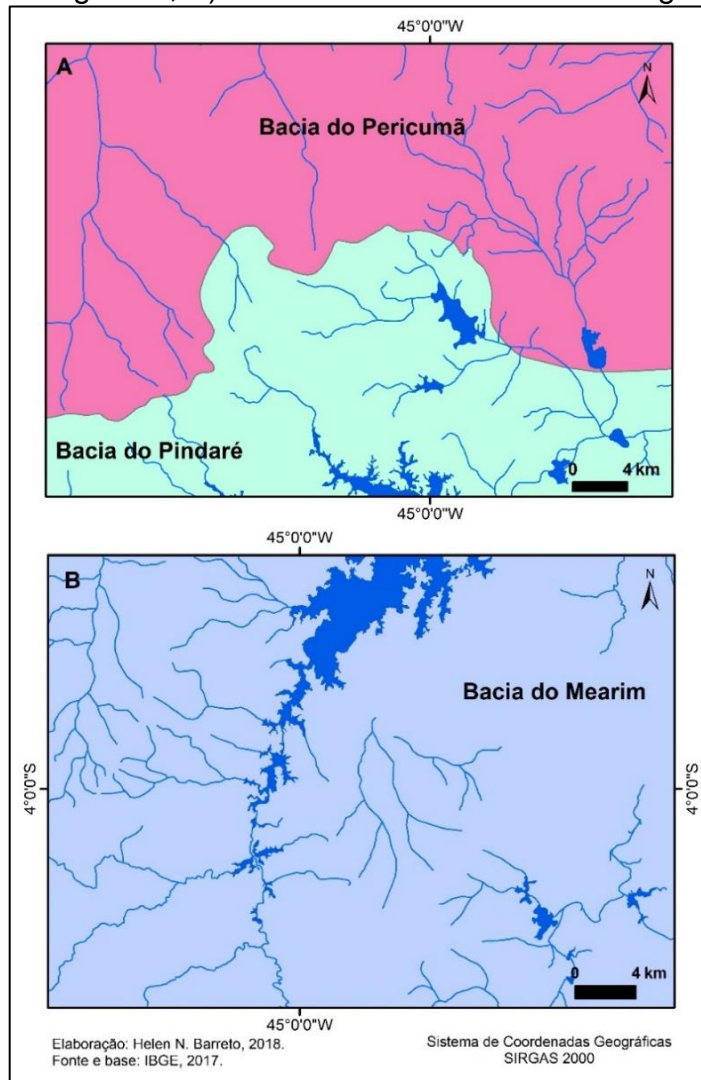 45°0'0"W
A
N
Bacia do Pericumã
Bacia do Pindaré
0 4 km
45°0'0"W
45°0'0"W
B
N
Bacia do Mearim
4°0'0"S
4°0'0"S
0 4 km
45°0'0"W
Elaboração: Helen N. Barreto, 2018.
Fonte e base: IBGE, 2017.
Sistema de Coordenadas Geográficas
SIRGAS 2000